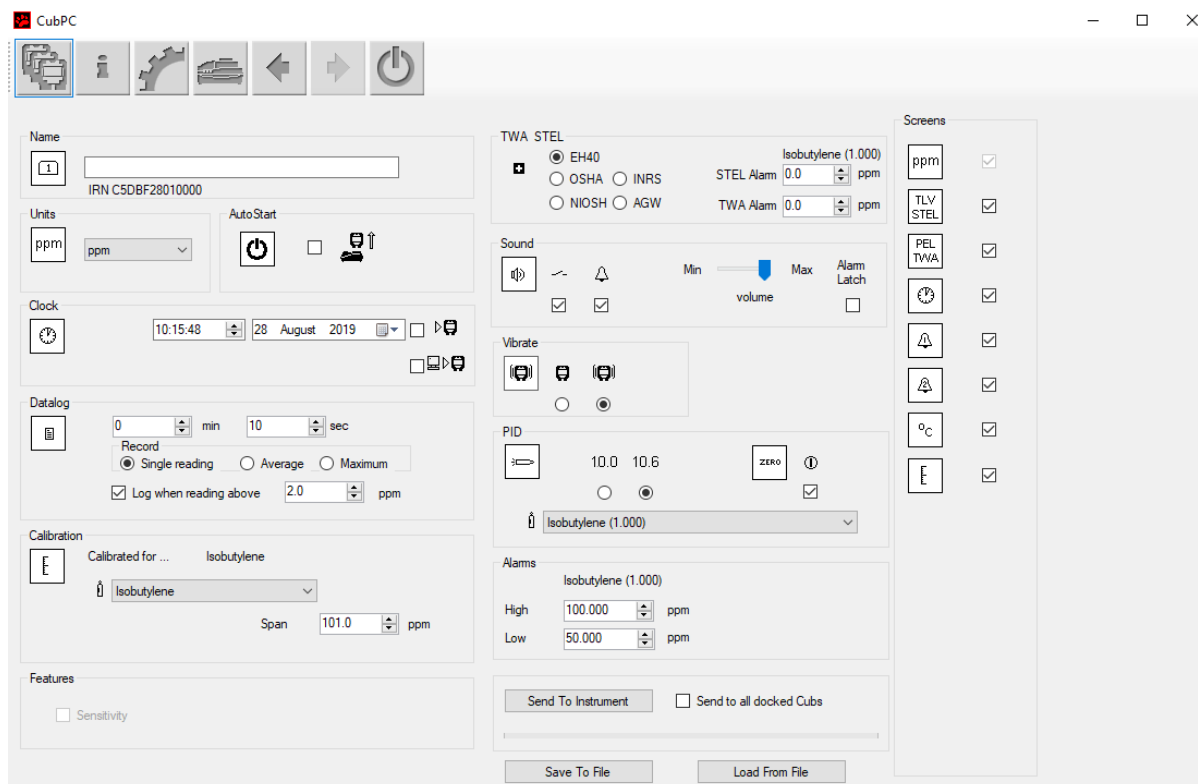 CubPC
Name
1
IRN C5DBF28010000
Units
ppm
ppm
AutoStart
Clock
10:15:48
28 August 2019
Datalog
0 min 10 sec
Record
Single reading Average Maximum
Log when reading above 2.0 ppm
Calibration
Calibrated for ... Isobutylene
Isobutylene
Span 101.0 ppm
Features
Sensitivity
TWA STEL
EH40
OSHA INRS
NIOSH AGW
Isobutylene (1.000)
STEL Alarm 0.0 ppm
TWA Alarm 0.0 ppm
Sound
Min Max
volume
Alarm
Latch
Vibrate
PID
10.0 10.6
ZERO
Isobutylene (1.000)
Alarms
Isobutylene (1.000)
High 100.000 ppm
Low 50.000 ppm
Send To Instrument
Send to all docked Cubs
Save To File
Load From File
Screens
ppm
TLV
STEL
PEL
TWA
1
2
°C